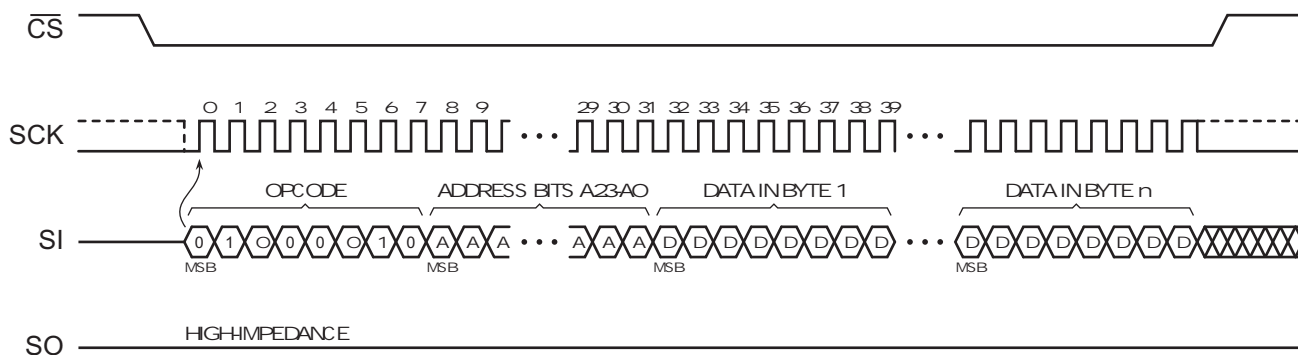 CS
0 1 2 3 4 5 6 7 8 9 29 30 31 32 33 34 35 36 37 38 39
SCK
OPCODE ADDRESS BITS A23-A0 DATA IN BYTE 1 DATA IN BYTE n
SI 0 1 0 0 0 0 1 0 A A A A A A D D D D D D D D D D D D D D D D
MSB MSB MSB MSB
HIGH-IMPEDANCE
SO